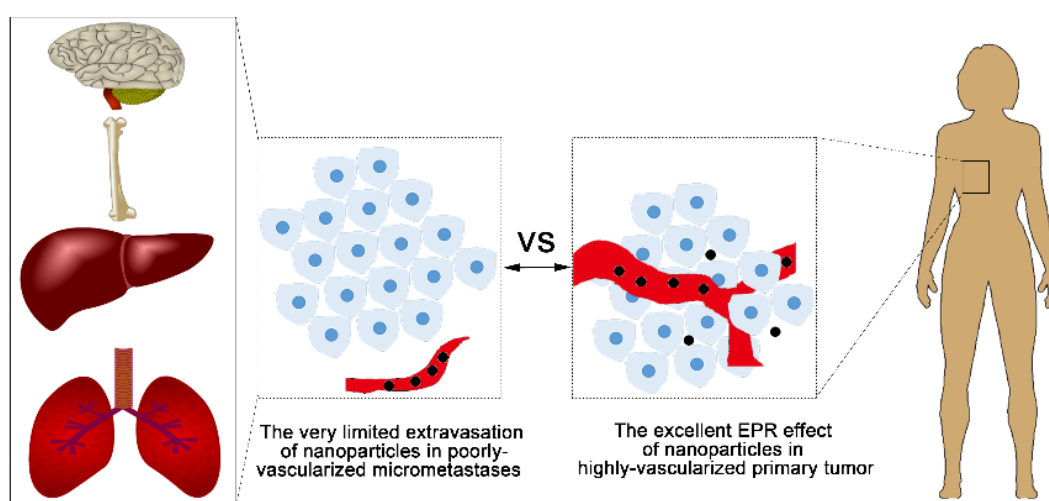 VS
The very limited extravasation
of nanoparticles in poorly-
vascularized micrometastases
The excellent EPR effect
of nanoparticles in
highly-vascularized primary tumor